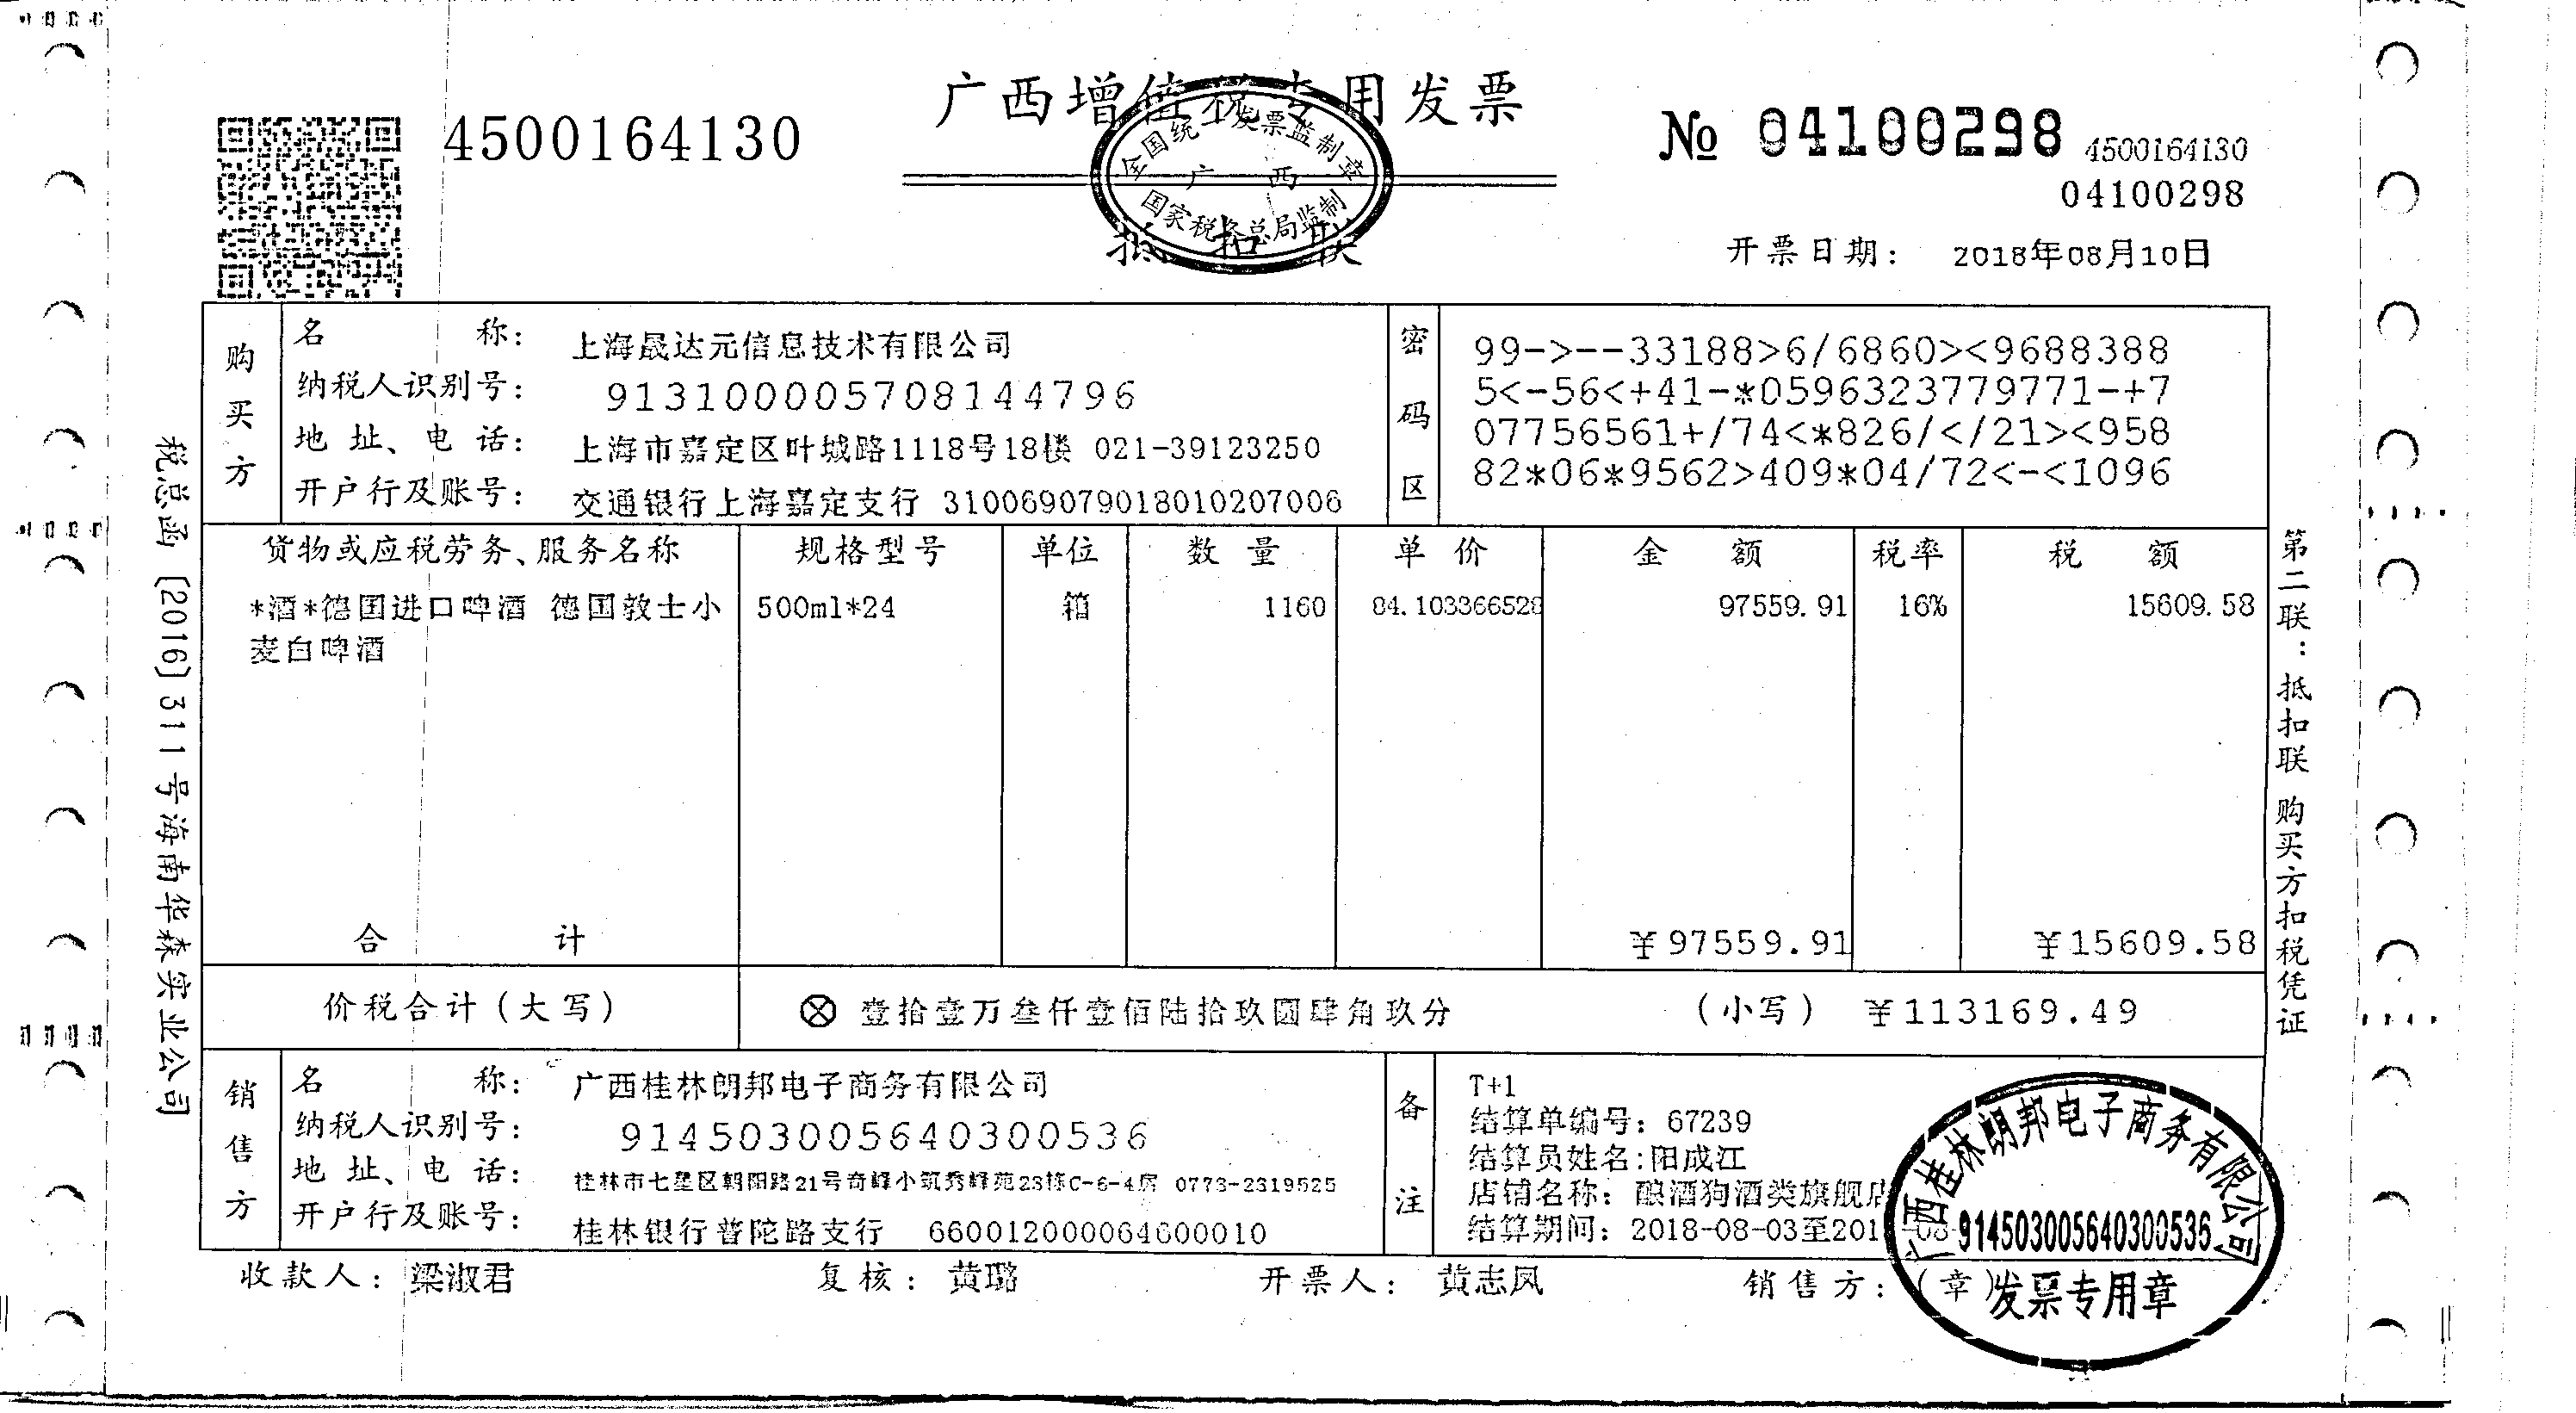 广西增值税专用发票
4500164130
№ 04100298
4500164130
04100298
全国统一发票监制章
广 西
国家税务总局监制
抵扣联
开票日期： 2018年08月10日
购买方
名 称： 上海晟达元信息技术有限公司
纳税人识别号： 913100005708144796
地 址、电 话： 上海市嘉定区叶城路1118号18楼 021-39123250
开户行及账号： 交通银行上海嘉定支行 310069079018010207006
密码区
99->--33188>6/6860><9688388
5<-56<+41-*0596323779771-+7
07756561+/74<*826/</21><958
82*06*9562>409*04/72<-<1096
货物或应税劳务、服务名称 规格型号 单位 数 量 单 价 金 额 税率 税 额
*酒*德国进口啤酒 德国教士小 500ml*24 箱 1160 84.103366528 97559.91 16% 15609.58
麦白啤酒
合 计 ￥97559.91 ￥15609.58
价税合计（大写） ⊗ 壹拾壹万叁仟壹佰陆拾玖圆肆角玖分 （小写） ￥113169.49
销售方
名 称： 广西桂林朗邦电子商务有限公司
纳税人识别号： 914503005640300536
地 址、电 话： 桂林市七星区朝阳路21号奇峰小筑秀峰苑23栋C-6-4房 0773-2319525
开户行及账号： 桂林银行普陀路支行 660012000064600010
备注
T+1
结算单编号：67239
结算员姓名:阳成江
店铺名称：酿酒狗酒类旗舰店
结算期间：2018-08-03至201
收款人：梁淑君 复核：黄璐 开票人：黄志凤 销售方：（章）
广西桂林朗邦电子商务有限公司
914503005640300536
发票专用章
税总函〔2016〕311号海南华森实业公司
第二联：抵扣联 购买方扣税凭证